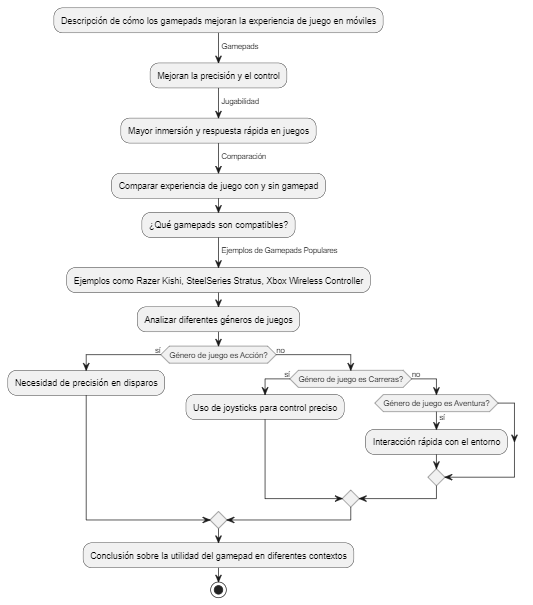 Descripción de cómo los gamepads mejoran la experiencia de juego en móviles
Gamepads
Mejoran la precisión y el control
Jugabilidad
Mayor inmersión y respuesta rápida en juegos
Comparación
Comparar experiencia de juego con y sin gamepad
¿Qué gamepads son compatibles?
Ejemplos de Gamepads Populares
Ejemplos como Razer Kishi, SteelSeries Stratus, Xbox Wireless Controller
Analizar diferentes géneros de juegos
sí
Género de juego es Acción?
no
Necesidad de precisión en disparos
sí
Género de juego es Carreras?
no
Uso de joysticks para control preciso
Género de juego es Aventura?
sí
Interacción rápida con el entorno
Conclusión sobre la utilidad del gamepad en diferentes contextos